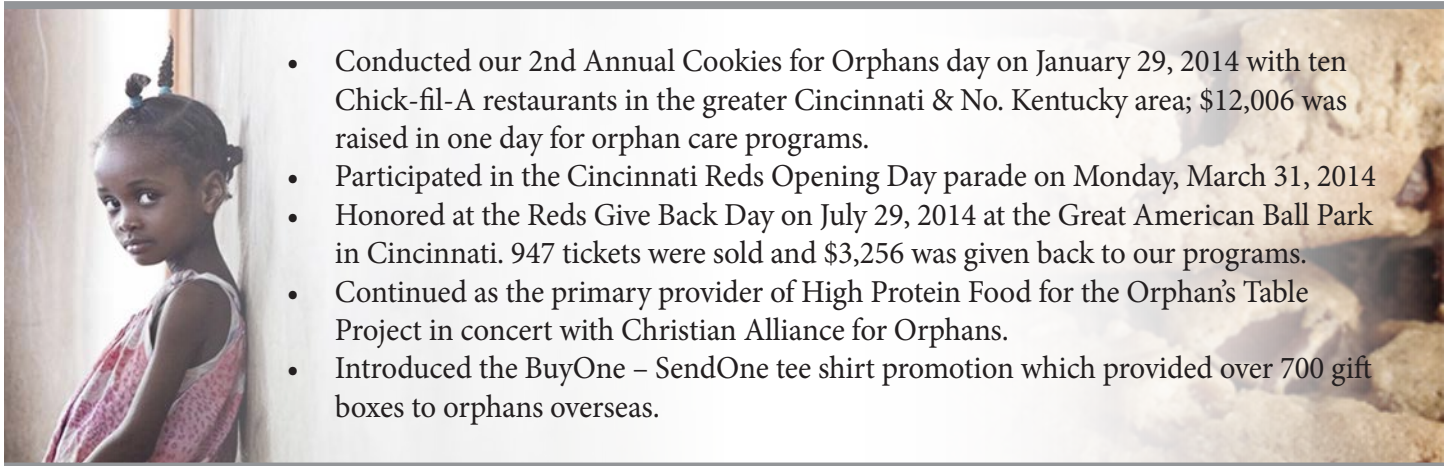 • Conducted our 2nd Annual Cookies for Orphans day on January 29, 2014 with ten
Chick-fil-A restaurants in the greater Cincinnati & No. Kentucky area; $12,006 was
raised in one day for orphan care programs.
• Participated in the Cincinnati Reds Opening Day parade on Monday, March 31, 2014
• Honored at the Reds Give Back Day on July 29, 2014 at the Great American Ball Park
in Cincinnati. 947 tickets were sold and $3,256 was given back to our programs.
• Continued as the primary provider of High Protein Food for the Orphan’s Table
Project in concert with Christian Alliance for Orphans.
• Introduced the BuyOne – SendOne tee shirt promotion which provided over 700 gift
boxes to orphans overseas.